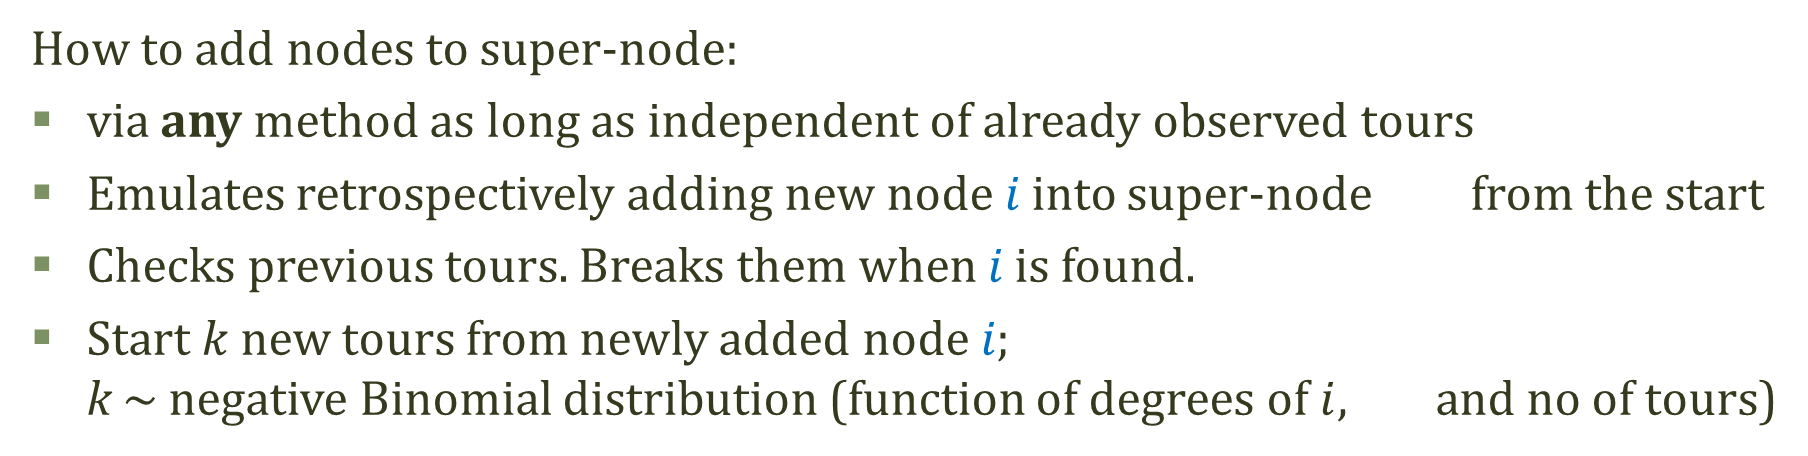 How to add nodes to super-node:
▪ via any method as long as independent of already observed tours
▪ Emulates retrospectively adding new node i into super-node from the start
▪ Checks previous tours. Breaks them when i is found.
▪ Start k new tours from newly added node i;
k ~ negative Binomial distribution (function of degrees of i, and no of tours)